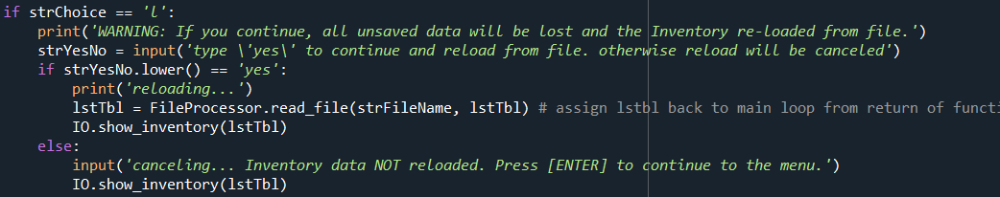 if strChoice == 'l':
    print('WARNING: If you continue, all unsaved data will be lost and the Inventory re-loaded from file.')
    strYesNo = input('type \'yes\' to continue and reload from file. otherwise reload will be canceled')
    if strYesNo.lower() == 'yes':
        print('reloading...')
        lstTbl = FileProcessor.read_file(strFileName, lstTbl) # assign lstbl back to main loop from return of functi
        IO.show_inventory(lstTbl)
    else:
        input('canceling... Inventory data NOT reloaded. Press [ENTER] to continue to the menu.')
        IO.show_inventory(lstTbl)